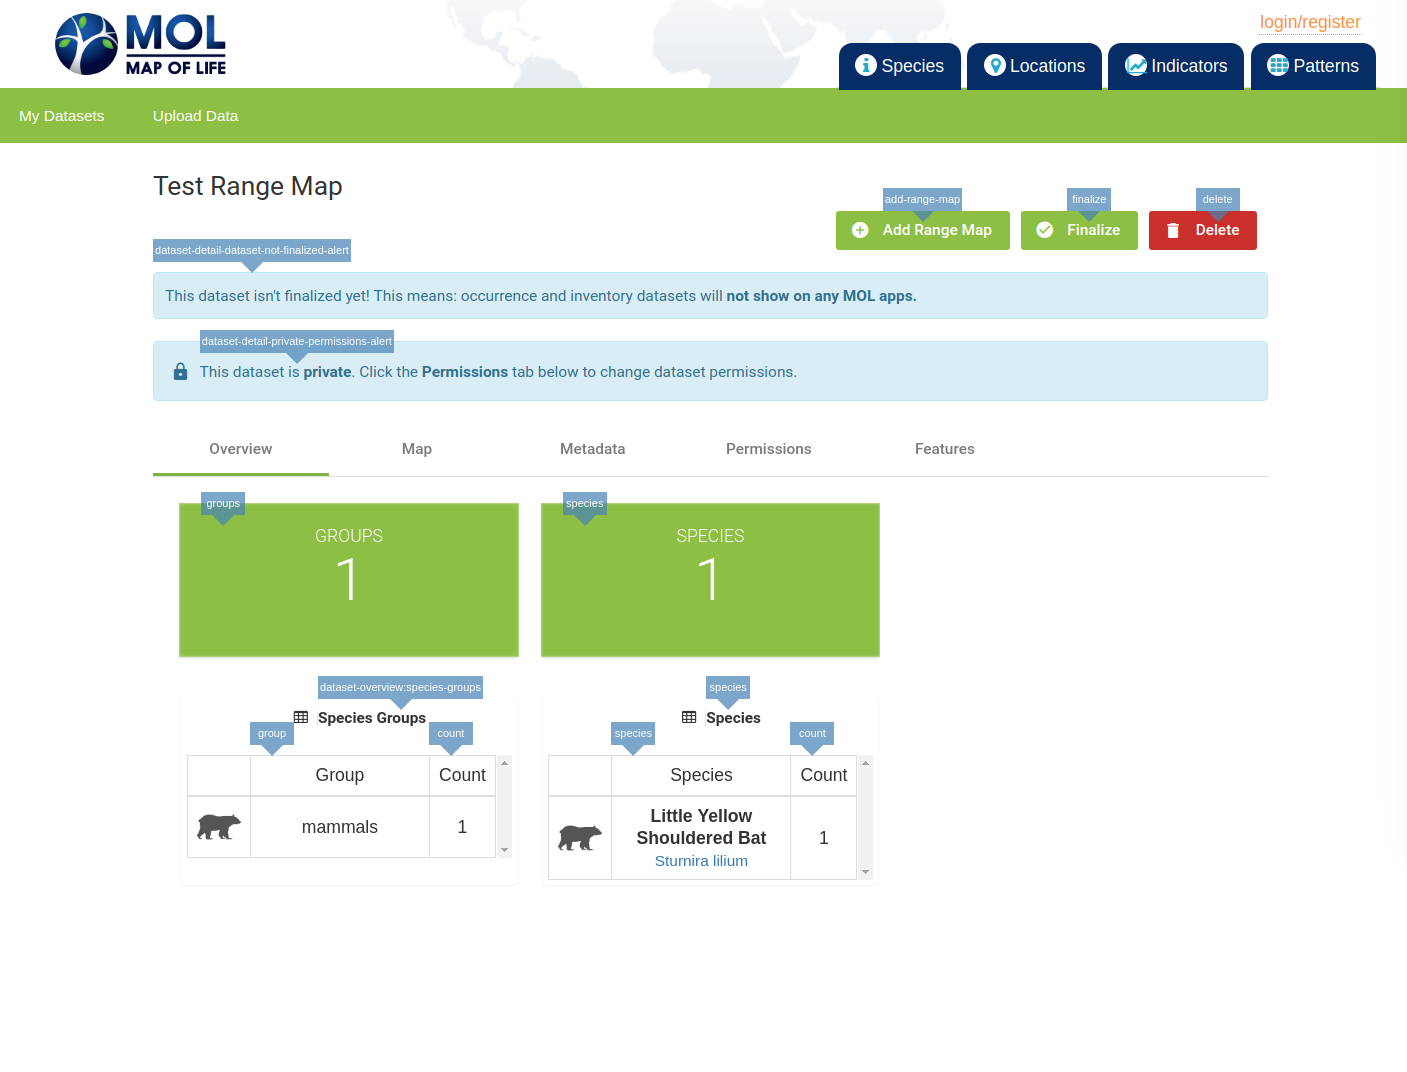 MOL
MAP OF LIFE
login/register
Species
Locations
Indicators
Patterns
My Datasets
Upload Data
Test Range Map
add-range-map
finalize
delete
Add Range Map
Finalize
Delete
dataset-detail-dataset-not-finalized-alert
This dataset isn't finalized yet! This means: occurrence and inventory datasets will not show on any MOL apps.
dataset-detail-private-permissions-alert
This dataset is private. Click the Permissions tab below to change dataset permissions.
Overview
Map
Metadata
Permissions
Features
groups
GROUPS
1
species
SPECIES
1
dataset-overview:species-groups
Species Groups
group
count
Group
Count
mammals
1
species
Species
species
count
Species
Count
Little Yellow
Shouldered Bat
Sturnira lilium
1